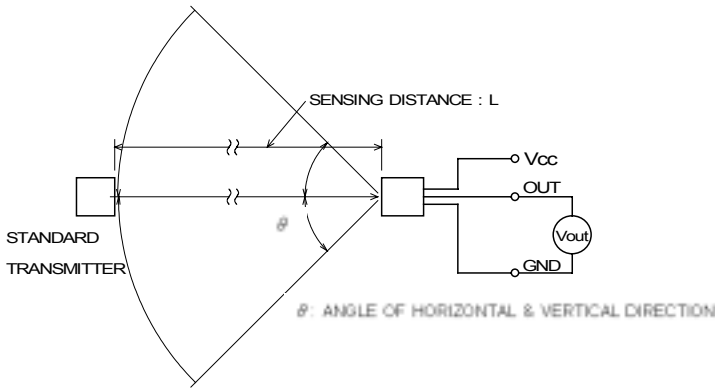 SENSING DISTANCE : L
Vcc
OUT
Vout
GND
STANDARD
TRANSMITTER
θ
θ: ANGLE OF HORIZONTAL & VERTICAL DIRECTION